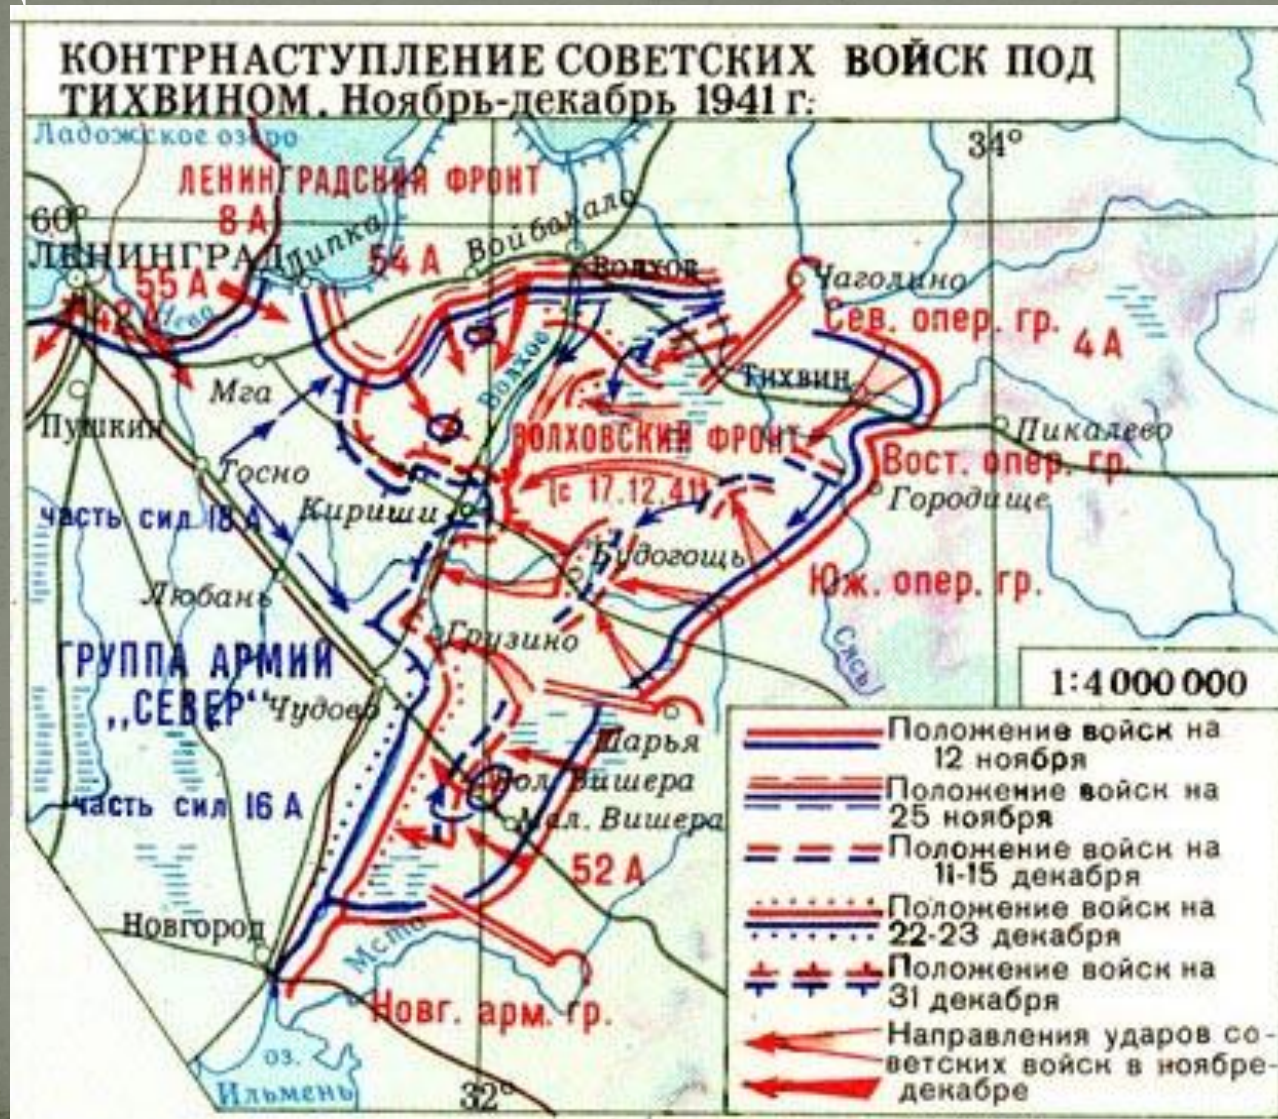 КОНТРНАСТУПЛЕНИЕ СОВЕТСКИХ ВОЙСК ПОД
ТИХВИНОМ. Ноябрь-декабрь 1941 г.
Ладожское озеро
34°
ЛЕНИНГРАДСКИЙ ФРОНТ
8 А
60°
ЛЕНИНГРАД
Липка
54 А
Войбакало
Волхов
Чаголино
55 А
42 А
Нева
Сев. опер. гр.
4 А
Мга
Волхов
Тихвин
Пушкин
ВОЛХОВСКИЙ ФРОНТ
(с 17.12.41)
Пикалево
Вост. опер. гр.
Тосно
Городище
часть сил 18 А
Кириши
Будогощь
Юж. опер. гр.
Любань
Грузино
Сясь
ГРУППА АРМИЙ
„СЕВЕР“
Чудово
1:4 000 000
Шарья
Бол. Вишера
часть сил 16 А
Мал. Вишера
52 А
Новгород
Мста
Новг. арм. гр.
оз.
Ильмень
32°
Положение войск на
12 ноября
Положение войск на
25 ноября
Положение войск на
11-15 декабря
Положение войск на
22-23 декабря
Положение войск на
31 декабря
Направления ударов со-
ветских войск в ноябре-
декабре